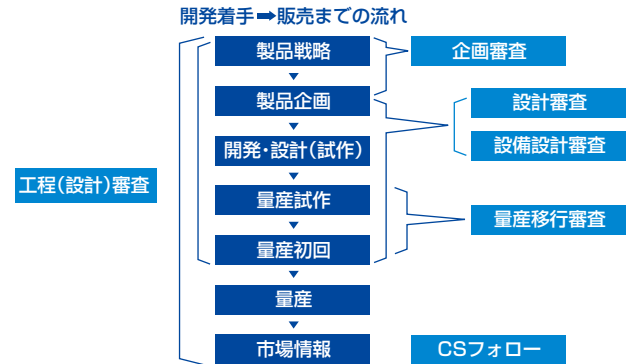 開発着手➡販売までの流れ
製品戦略
企画審査
製品企画
設計審査
開発・設計(試作)
設備設計審査
工程(設計)審査
量産試作
量産移行審査
量産初回
量産
市場情報
CSフォロー